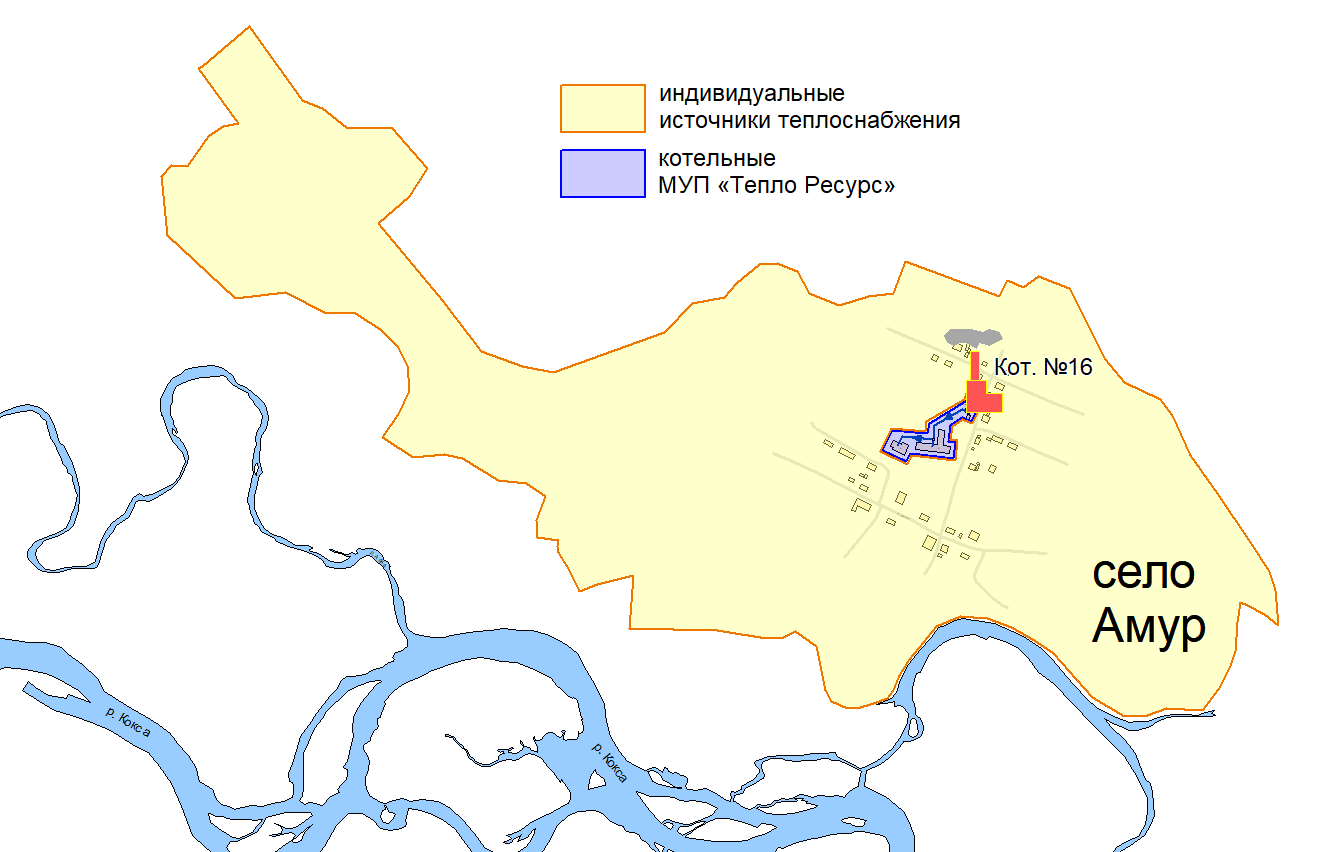 индивидуальные
источники теплоснабжения
котельные
МУП «Тепло Ресурс»
Кот. №16
село
Амур
р. Кокса
р. Кокса